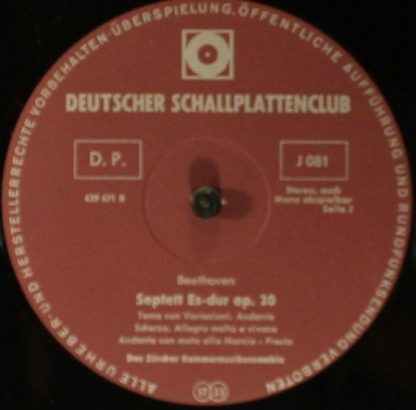 ALLE URHEBER- UND HERSTELLERRECHTE VORBEHALTEN · ÜBERSPIELUNG, ÖFFENTLICHE AUFFÜHRUNG UND RUNDFUNKSENDUNG VERBOTEN
DEUTSCHER SCHALLPLATTENCLUB
D. P.
J 081
Stereo, auch
Mono abspielbar
Seite 2
Beethoven
Septett Es-dur op. 20
Tema con Variazioni. Andante
Scherzo. Allegro molto e vivace
Andante con moto alla Marcia - Presto
Das Zürcher Kammermusikensemble
ST 33